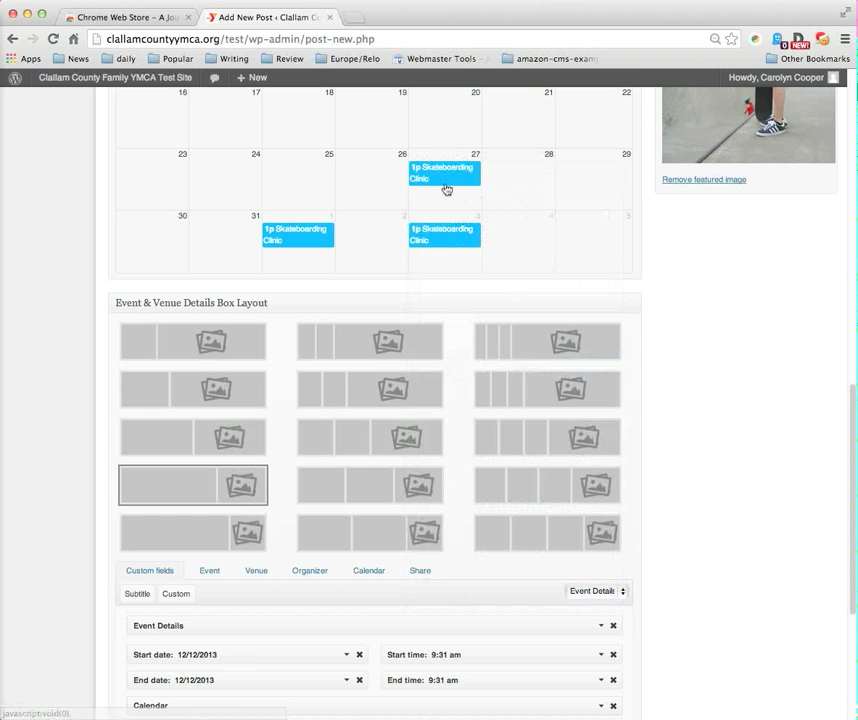 Chrome Web Store – A Jou
Add New Post ‹ Clallam C
clallamcountyymca.org/test/wp-admin/post-new.php
0 NEW!
Apps News daily Popular Writing Review Europe/Relo Webmaster Tools amazon-cms-exam Other Bookmarks
Clallam County Family YMCA Test Site + New Howdy, Carolyn Cooper
16 17 18 19 20 21 22
23 24 25 26 27 28 29
1p Skateboarding
Clinic
Remove featured image
30 31 1 2 3 4 5
1p Skateboarding 1p Skateboarding
Clinic Clinic
Event & Venue Details Box Layout
Custom fields Event Venue Organizer Calendar Share
Subtitle Custom Event Details
Event Details
Start date: 12/12/2013 Start time: 9:31 am
End date: 12/12/2013 End time: 9:31 am
Calendar
javascript:void(0)